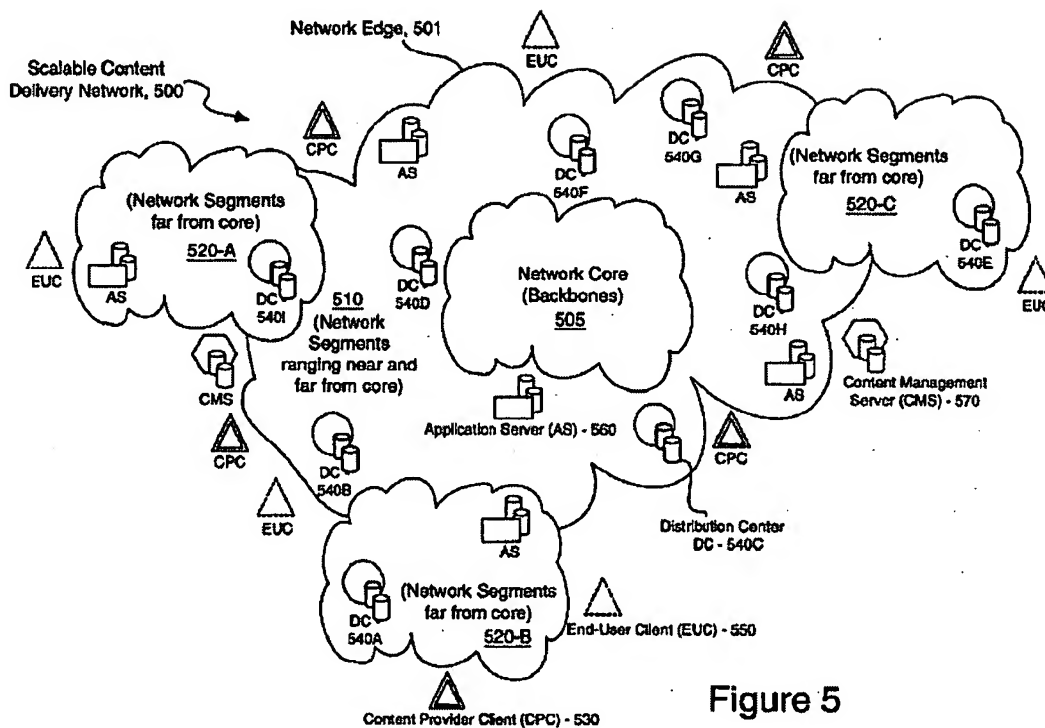 Network Edge, 501
EUC
CPC
Scalable Content
Delivery Network, 500
CPC
AS
DC
540F
DC
540G
AS
(Network Segments
far from core)
520-C
DC
540E
EUC
(Network Segments
far from core)
520-A
EUC
AS
DC
540I
DC
540D
510
(Network
Segments
ranging near and
far from core)
Network Core
(Backbones)
505
DC
540H
AS
Content Management
Server (CMS) - 570
CMS
CPC
Application Server (AS) - 560
CPC
DC
540B
EUC
AS
Distribution Center
DC - 540C
DC
540A
(Network Segments
far from core)
520-B
End-User Client (EUC) - 550
Content Provider Client (CPC) - 530
Figure 5